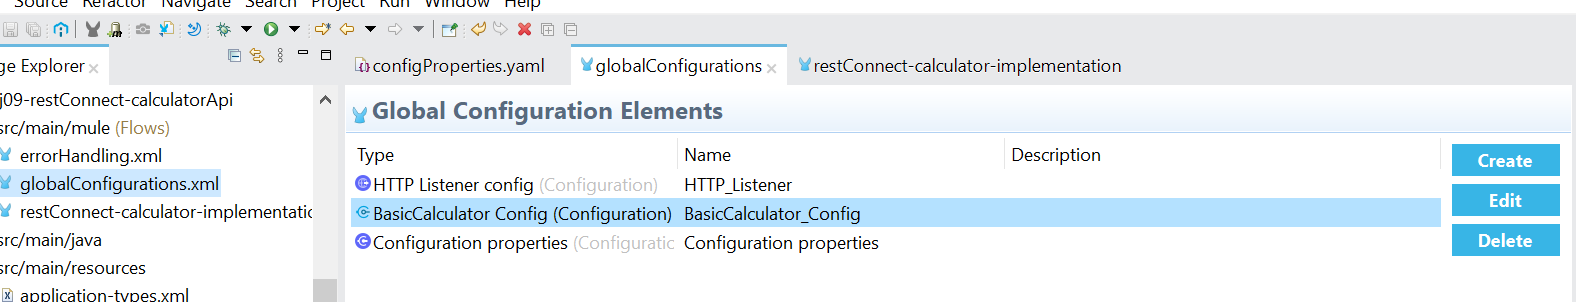 Source Refactor Navigate Search Project Run Window Help
ge Explorer
configProperties.yaml globalConfigurations restConnect-calculator-implementation
j09-restConnect-calculatorApi
src/main/mule (Flows)
errorHandling.xml
globalConfigurations.xml
restConnect-calculator-implementatio
src/main/java
src/main/resources
application-types.xml
Global Configuration Elements
Type Name Description
HTTP Listener config (Configuration) HTTP_Listener
BasicCalculator Config (Configuration) BasicCalculator_Config
Configuration properties (Configuratic Configuration properties
Create
Edit
Delete